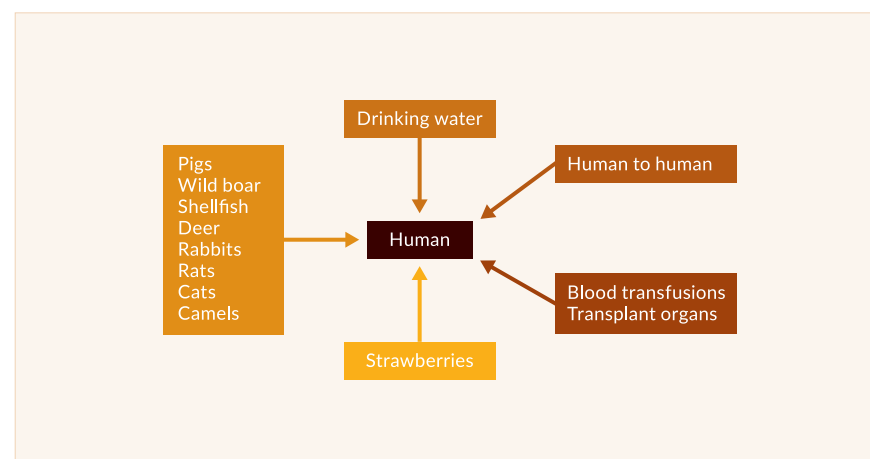 Drinking water
Pigs
Wild boar
Shellfish
Deer
Rabbits
Rats
Cats
Camels
Human to human
Human
Blood transfusions
Transplant organs
Strawberries